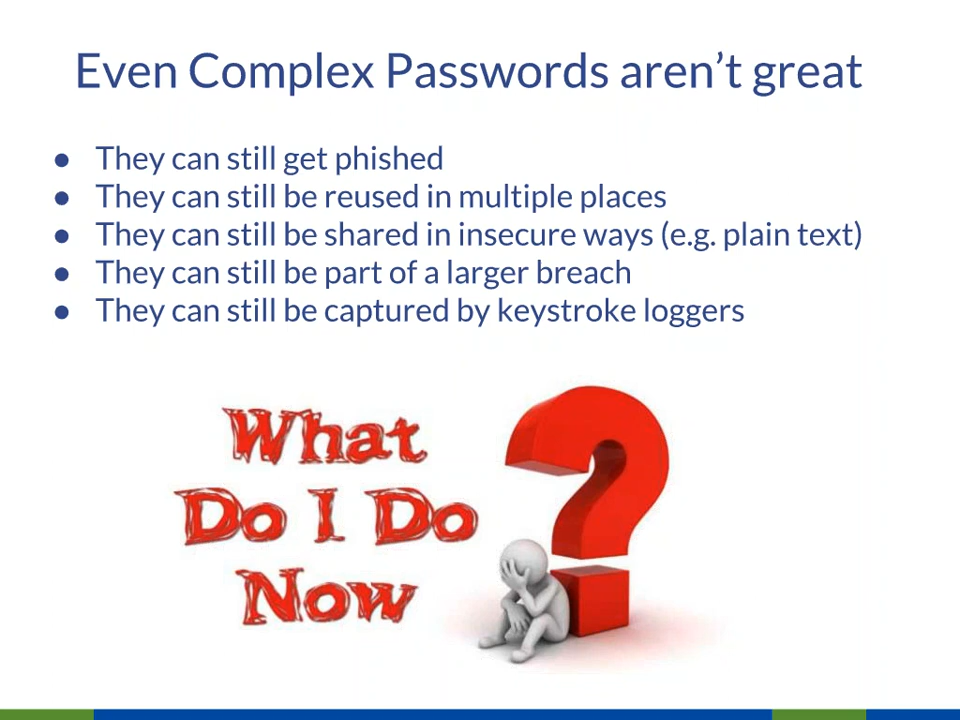 Even Complex Passwords aren’t great
● They can still get phished
● They can still be reused in multiple places
● They can still be shared in insecure ways (e.g. plain text)
● They can still be part of a larger breach
● They can still be captured by keystroke loggers
What
Do I Do
Now
?